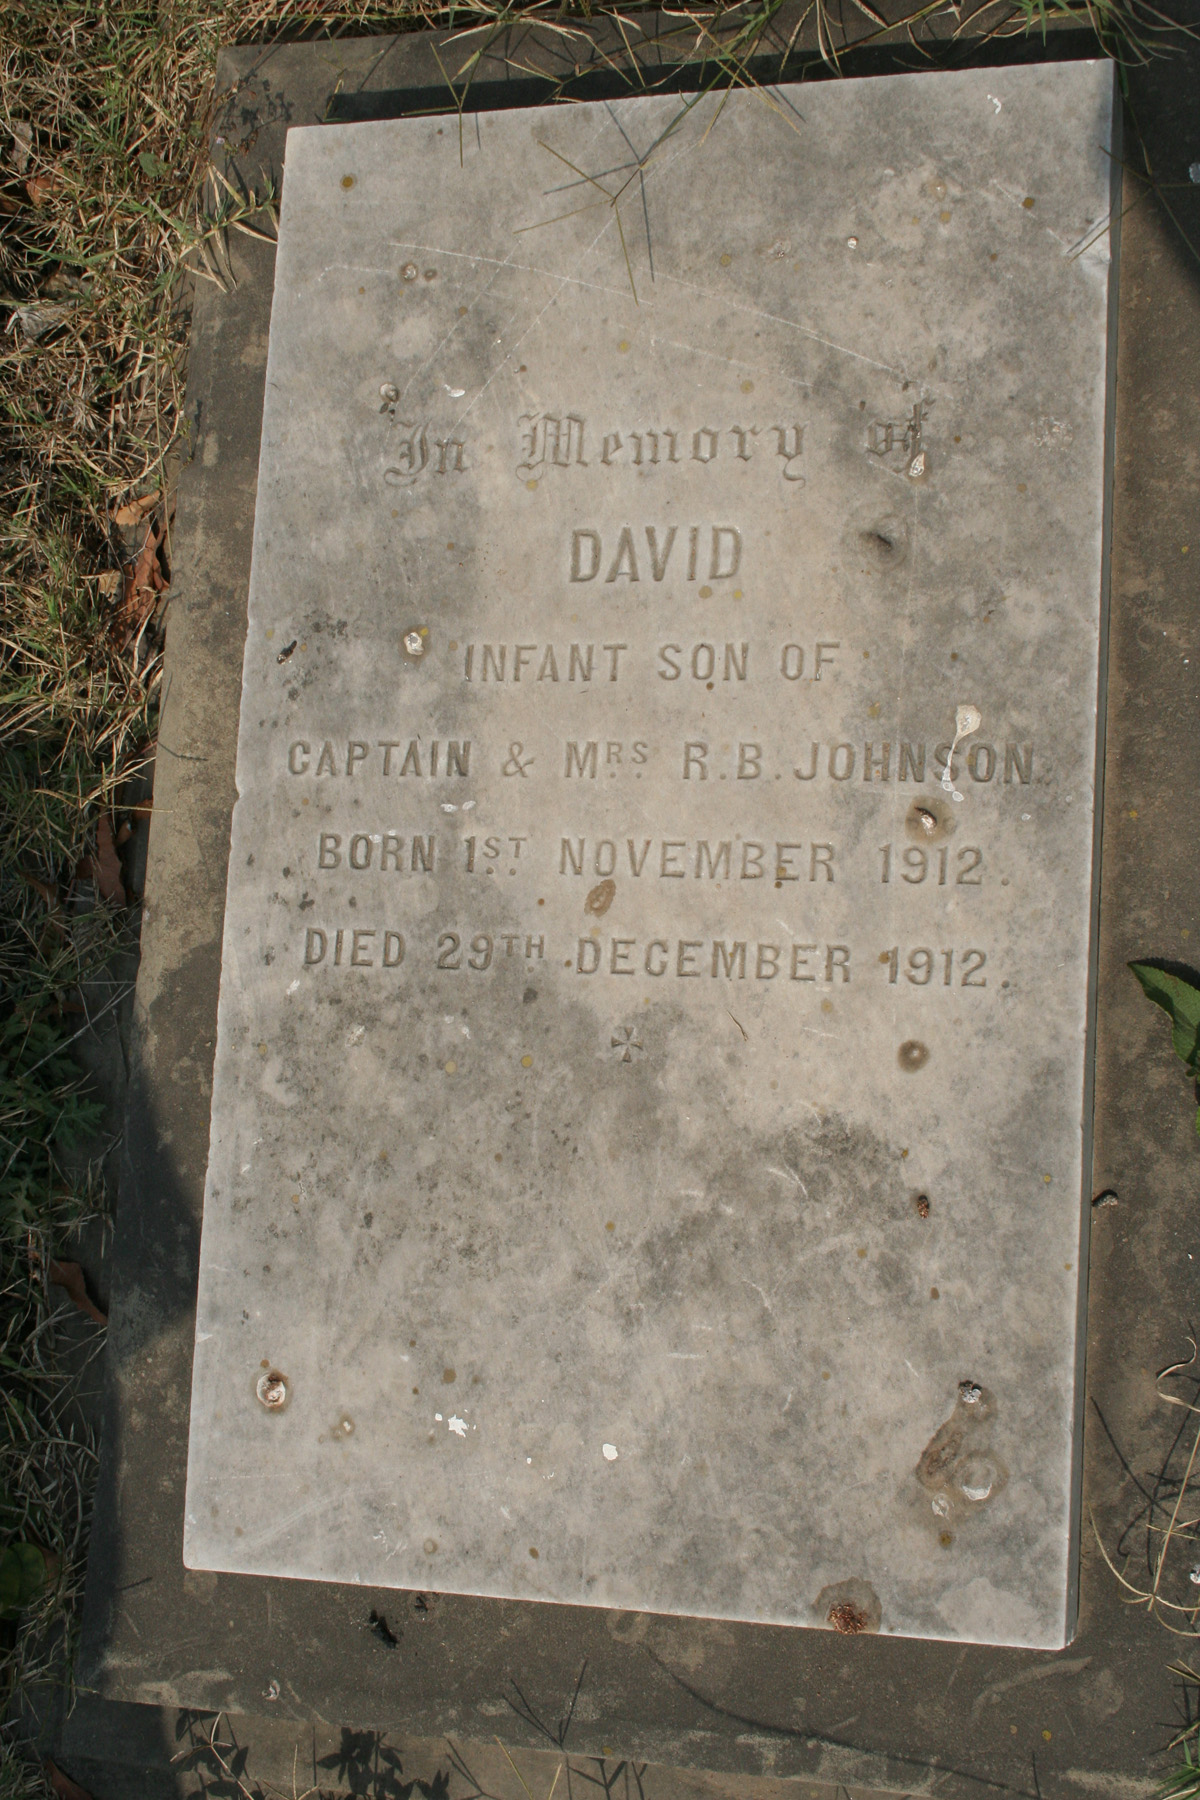 In Memory of
DAVID
INFANT SON OF
CAPTAIN & MRS. R.B. JOHNSON.
BORN 1ST. NOVEMBER 1912.
DIED 29TH. DECEMBER 1912.